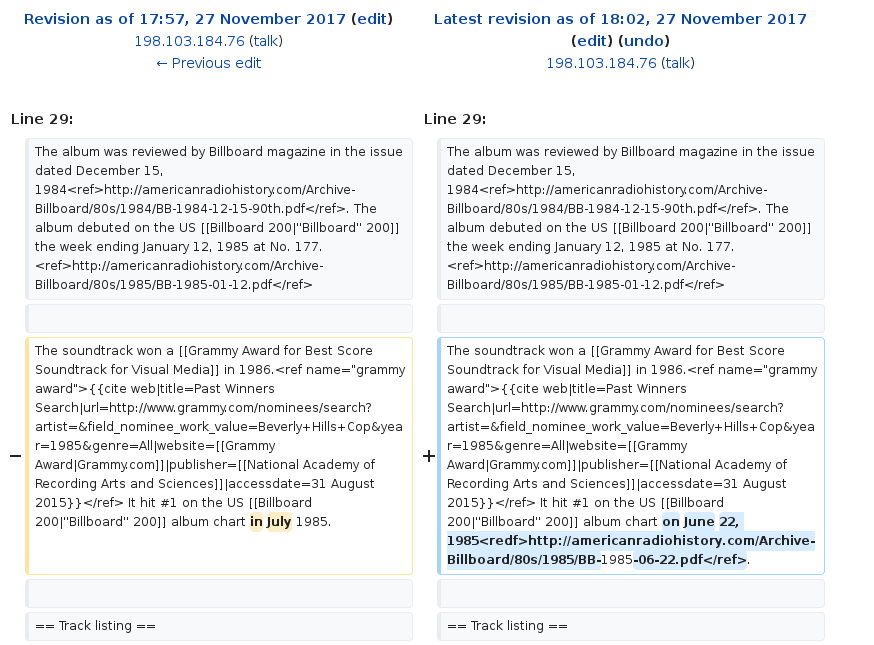 Revision as of 17:57, 27 November 2017 (edit)
198.103.184.76 (talk)
← Previous edit
Latest revision as of 18:02, 27 November 2017
(edit) (undo)
198.103.184.76 (talk)
Line 29:
Line 29:
The album was reviewed by Billboard magazine in the issue
dated December 15,
1984<ref>http://americanradiohistory.com/Archive-
Billboard/80s/1984/BB-1984-12-15-90th.pdf</ref>. The
album debuted on the US [[Billboard 200|"Billboard" 200]]
the week ending January 12, 1985 at No. 177.
<ref>http://americanradiohistory.com/Archive-
Billboard/80s/1985/BB-1985-01-12.pdf</ref>
The album was reviewed by Billboard magazine in the issue
dated December 15,
1984<ref>http://americanradiohistory.com/Archive-
Billboard/80s/1984/BB-1984-12-15-90th.pdf</ref>. The
album debuted on the US [[Billboard 200|"Billboard" 200]]
the week ending January 12, 1985 at No. 177.
<ref>http://americanradiohistory.com/Archive-
Billboard/80s/1985/BB-1985-01-12.pdf</ref>
−
The soundtrack won a [[Grammy Award for Best Score
Soundtrack for Visual Media]] in 1986.<ref name="grammy
award">{{cite web|title=Past Winners
Search|url=http://www.grammy.com/nominees/search?
artist=&field_nominee_work_value=Beverly+Hills+Cop&yea
r=1985&genre=All|website=[[Grammy
Award|Grammy.com]]|publisher=[[National Academy of
Recording Arts and Sciences]]|accessdate=31 August
2015}}</ref> It hit #1 on the US [[Billboard
200|"Billboard" 200]] album chart in July 1985.
+
The soundtrack won a [[Grammy Award for Best Score
Soundtrack for Visual Media]] in 1986.<ref name="grammy
award">{{cite web|title=Past Winners
Search|url=http://www.grammy.com/nominees/search?
artist=&field_nominee_work_value=Beverly+Hills+Cop&yea
r=1985&genre=All|website=[[Grammy
Award|Grammy.com]]|publisher=[[National Academy of
Recording Arts and Sciences]]|accessdate=31 August
2015}}</ref> It hit #1 on the US [[Billboard
200|"Billboard" 200]] album chart on June 22,
1985<redf>http://americanradiohistory.com/Archive-
Billboard/80s/1985/BB-1985-06-22.pdf</ref>.
== Track listing ==
== Track listing ==